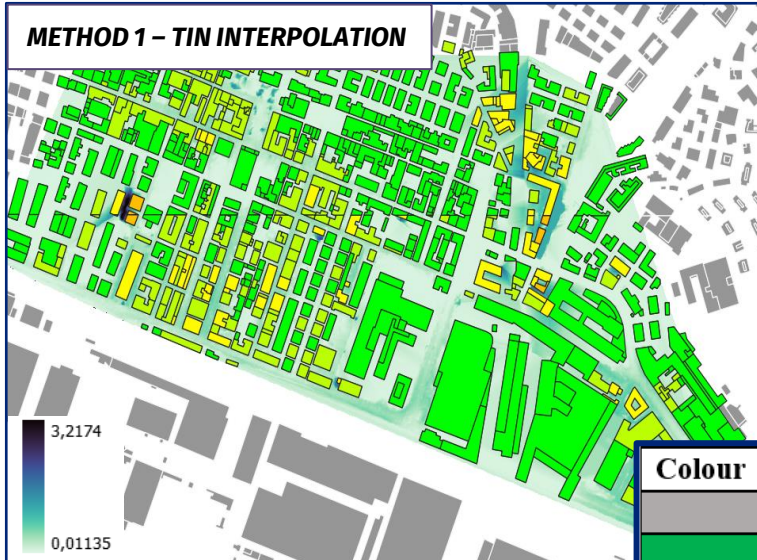 METHOD 1 – TIN INTERPOLATION
3,2174
0,01135
Colour